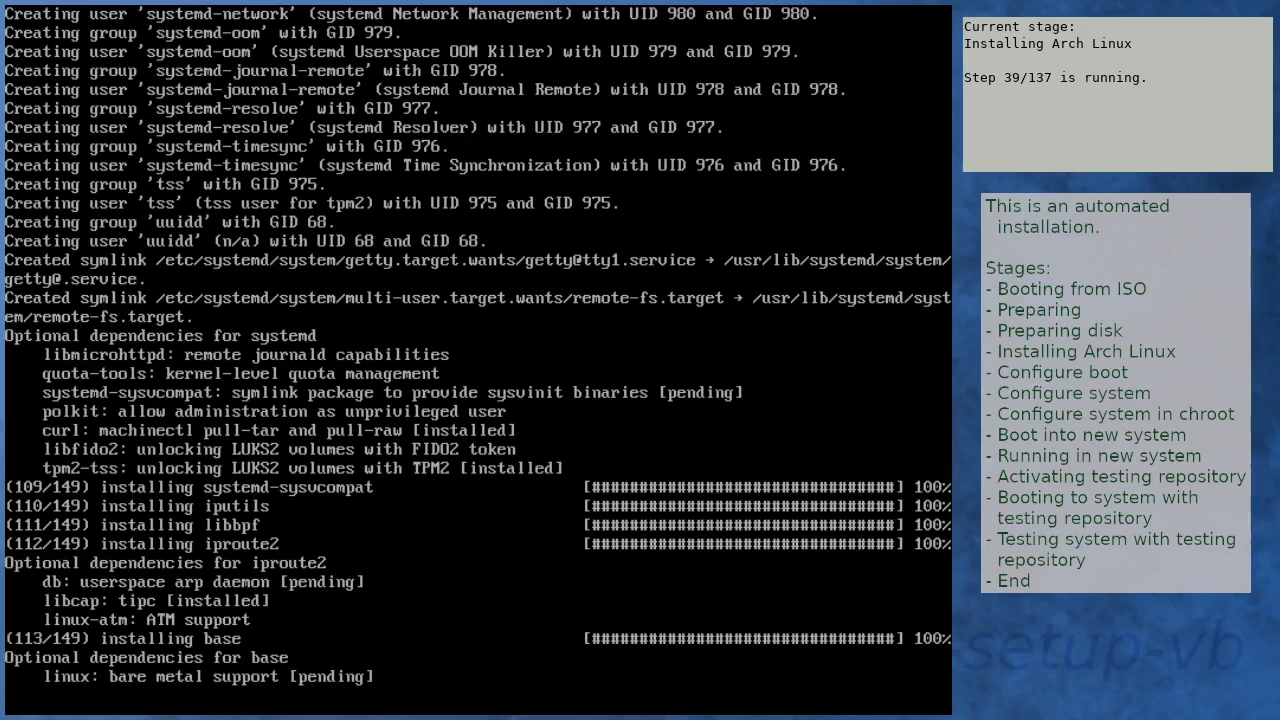 Creating user 'systemd-network' (systemd Network Management) with UID 980 and GID 980.
Creating group 'systemd-oom' with GID 979.
Creating user 'systemd-oom' (systemd Userspace OOM Killer) with UID 979 and GID 979.
Creating group 'systemd-journal-remote' with GID 978.
Creating user 'systemd-journal-remote' (systemd Journal Remote) with UID 978 and GID 978.
Creating group 'systemd-resolve' with GID 977.
Creating user 'systemd-resolve' (systemd Resolver) with UID 977 and GID 977.
Creating group 'systemd-timesync' with GID 976.
Creating user 'systemd-timesync' (systemd Time Synchronization) with UID 976 and GID 976.
Creating group 'tss' with GID 975.
Creating user 'tss' (tss user for tpm2) with UID 975 and GID 975.
Creating group 'uuidd' with GID 68.
Creating user 'uuidd' (n/a) with UID 68 and GID 68.
Created symlink /etc/systemd/system/getty.target.wants/getty@tty1.service → /usr/lib/systemd/system/
getty@.service.
Created symlink /etc/systemd/system/multi-user.target.wants/remote-fs.target → /usr/lib/systemd/syst
em/remote-fs.target.
Optional dependencies for systemd
    libmicrohttpd: remote journald capabilities
    quota-tools: kernel-level quota management
    systemd-sysvcompat: symlink package to provide sysvinit binaries [pending]
    polkit: allow administration as unprivileged user
    curl: machinectl pull-tar and pull-raw [installed]
    libfido2: unlocking LUKS2 volumes with FIDO2 token
    tpm2-tss: unlocking LUKS2 volumes with TPM2 [installed]
(109/149) installing systemd-sysvcompat [################################] 100%
(110/149) installing iputils [################################] 100%
(111/149) installing libbpf [################################] 100%
(112/149) installing iproute2 [################################] 100%
Optional dependencies for iproute2
    db: userspace arp daemon [pending]
    libcap: tipc [installed]
    linux-atm: ATM support
(113/149) installing base [################################] 100%
Optional dependencies for base
    linux: bare metal support [pending]
Current stage:
Installing Arch Linux
Step 39/137 is running.
This is an automated
installation.
Stages:
- Booting from ISO
- Preparing
- Preparing disk
- Installing Arch Linux
- Configure boot
- Configure system
- Configure system in chroot
- Boot into new system
- Running in new system
- Activating testing repository
- Booting to system with
testing repository
- Testing system with testing
repository
- End
setup-vb